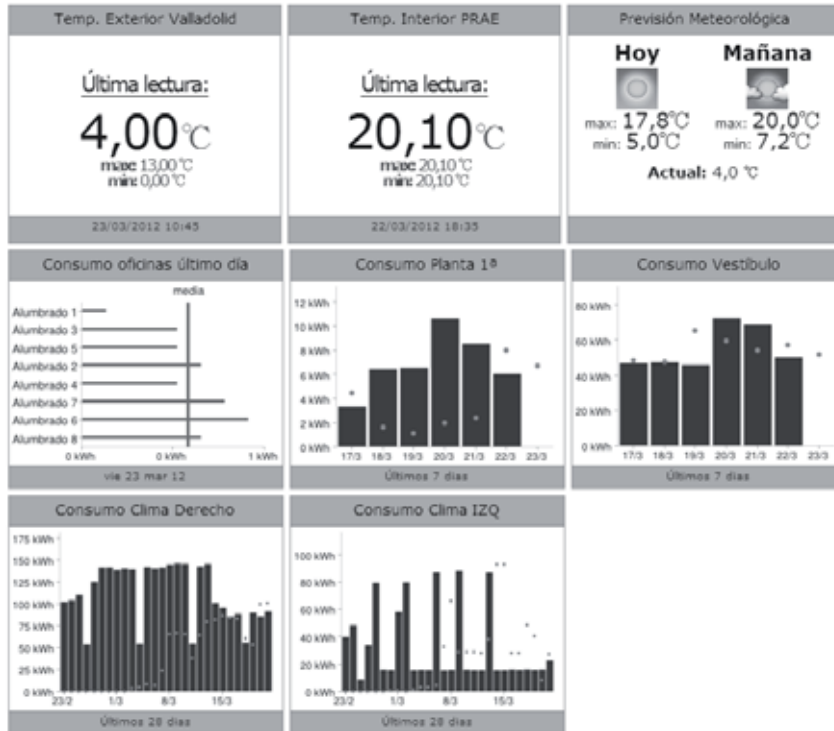 Temp. Exterior Valladolid
Última lectura:
4,00°C
max: 13,00 °C
min: 0,00 °C
23/03/2012 10:45
Temp. Interior PRAE
Última lectura:
20,10°C
max: 20,10 °C
min: 20,10 °C
22/03/2012 18:35
Previsión Meteorológica
Hoy Mañana
max: 17,8°C max: 20,0°C
min: 5,0°C min: 7,2°C
Actual: 4,0 °C
Consumo oficinas último día
media
Alumbrado 1
Alumbrado 3
Alumbrado 5
Alumbrado 2
Alumbrado 4
Alumbrado 7
Alumbrado 6
Alumbrado 8
0 kWh 0 kWh 1 kWh
vie 23 mar 12
Consumo Planta 1ª
12 kWh
10 kWh
8 kWh
6 kWh
4 kWh
2 kWh
0 kWh
17/3 18/3 19/3 20/3 21/3 22/3 23/3
Últimos 7 dias
Consumo Vestíbulo
80 kWh
60 kWh
40 kWh
20 kWh
0 kWh
17/3 18/3 19/3 20/3 21/3 22/3 23/3
Últimos 7 dias
Consumo Clima Derecho
175 kWh
150 kWh
125 kWh
100 kWh
75 kWh
50 kWh
25 kWh
0 kWh
23/2 1/3 8/3 15/3
Últimos 28 dias
Consumo Clima IZQ
100 kWh
80 kWh
60 kWh
40 kWh
20 kWh
0 kWh
23/2 1/3 8/3 15/3
Últimos 28 dias